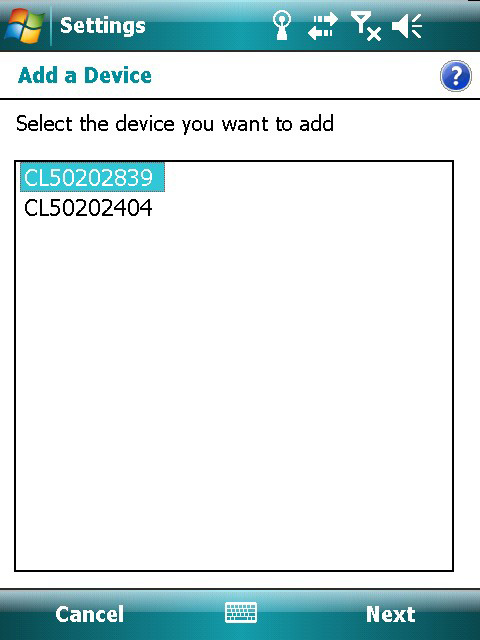 Settings
Add a Device
?
Select the device you want to add
CL50202839
CL50202404
Cancel
Next